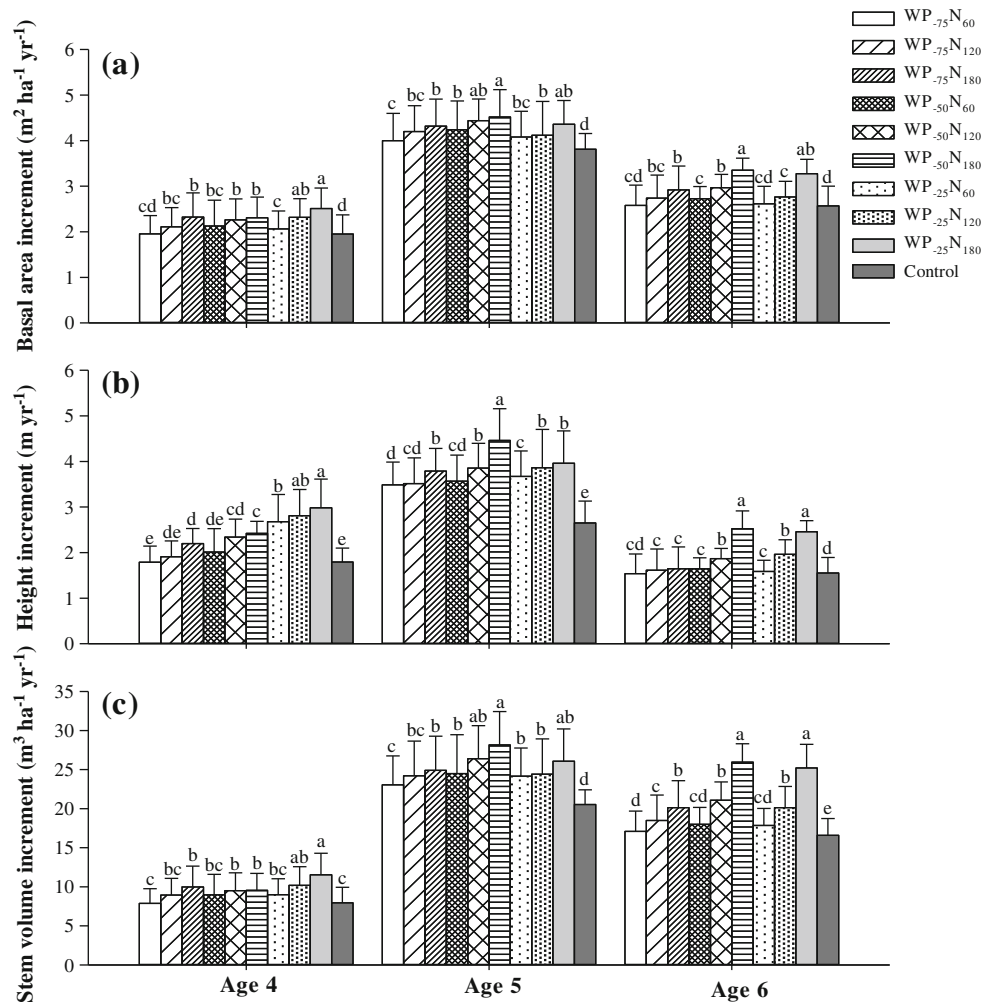 WP-75N60
WP-75N120
WP-75N180
WP-50N60
WP-50N120
WP-50N180
WP-25N60
WP-25N120
WP-25N180
Control
(a)
Basal area increment (m² ha⁻¹ yr⁻¹)
6
5
4
3
2
1
0
cd bc b bc b b c ab a d
c bc b b ab a bc b ab d
cd bc b c b a cd c ab d
(b)
Height increment (m yr⁻¹)
6
5
4
3
2
1
0
e de d de cd c b ab a e
d cd b cd b a c b b e
d c c c b a c b a d
(c)
Stem volume increment (m³ ha⁻¹ yr⁻¹)
35
30
25
20
15
10
5
0
c bc b bc b b c ab a c
c bc b b ab a b b ab d
d c b cd b a cd b a d
Age 4 Age 5 Age 6